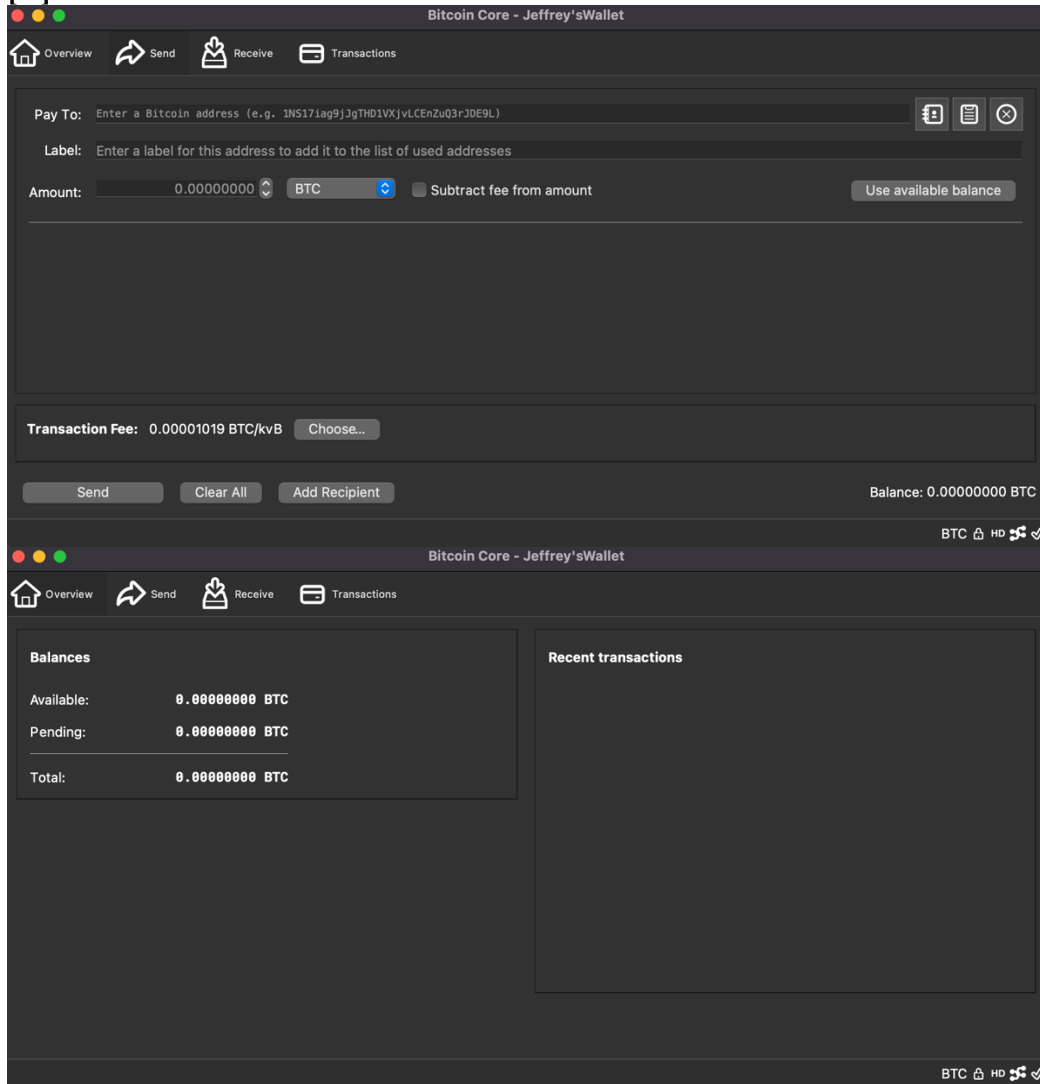 Bitcoin Core - Jeffrey'sWallet
Overview Send Receive Transactions
Pay To: Enter a Bitcoin address (e.g. 1NS17iag9jJgTHD1VXjvLCEnZuQ3rJDE9L)
Label: Enter a label for this address to add it to the list of used addresses
Amount: 0.00000000 BTC Subtract fee from amount Use available balance
Transaction Fee: 0.00001019 BTC/kvB Choose...
Send Clear All Add Recipient Balance: 0.00000000 BTC
BTC HD
Bitcoin Core - Jeffrey'sWallet
Overview Send Receive Transactions
Balances Recent transactions
Available: 0.00000000 BTC
Pending: 0.00000000 BTC
Total: 0.00000000 BTC
BTC HD